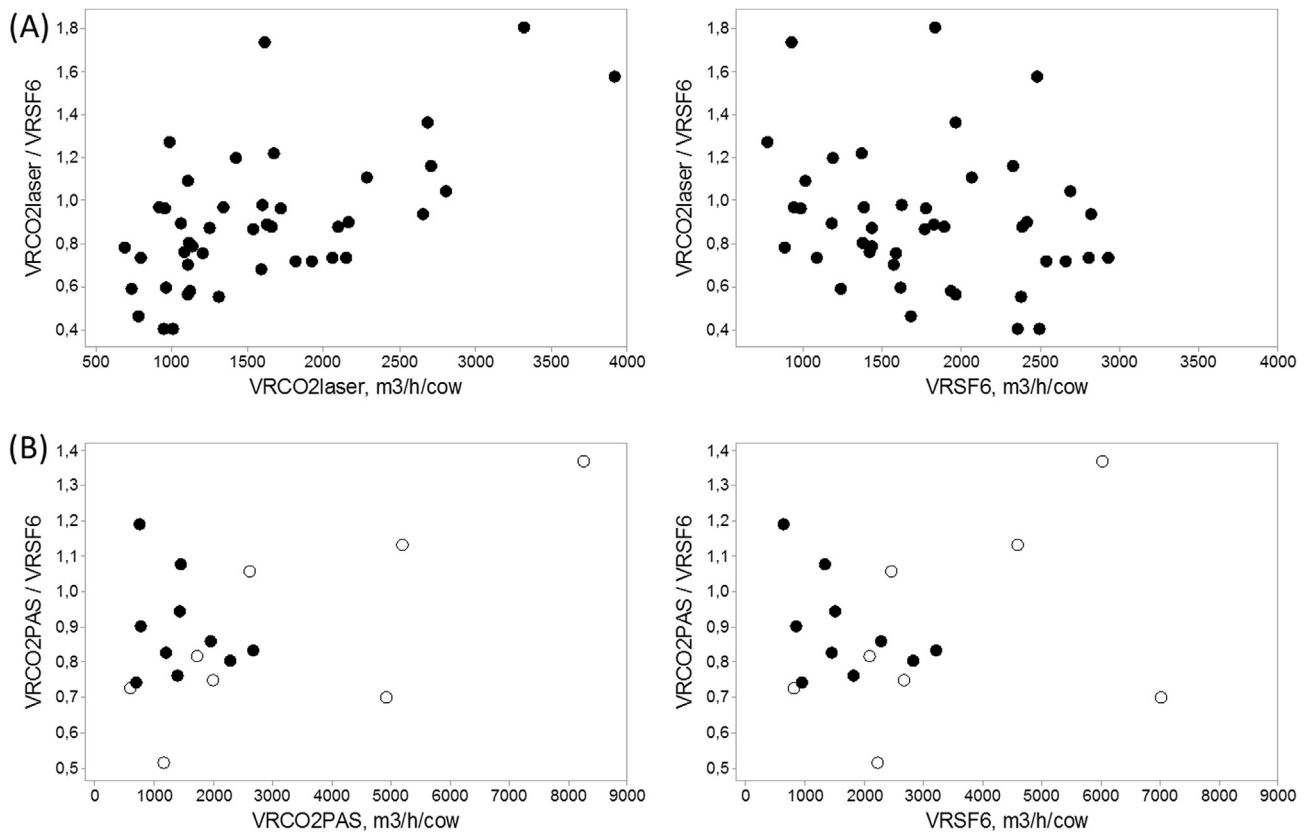 (A)
VRCO2laser / VRSF6
1,8
1,6
1,4
1,2
1,0
0,8
0,6
0,4
500 1000 1500 2000 2500 3000 3500 4000
VRCO2laser, m3/h/cow
VRCO2laser / VRSF6
1,8
1,6
1,4
1,2
1,0
0,8
0,6
0,4
1000 1500 2000 2500 3000 3500 4000
VRSF6, m3/h/cow
(B)
VRCO2PAS / VRSF6
1,4
1,3
1,2
1,1
1,0
0,9
0,8
0,7
0,6
0,5
0 1000 2000 3000 4000 5000 6000 7000 8000 9000
VRCO2PAS, m3/h/cow
VRCO2PAS / VRSF6
1,4
1,3
1,2
1,1
1,0
0,9
0,8
0,7
0,6
0,5
0 1000 2000 3000 4000 5000 6000 7000 8000 9000
VRSF6, m3/h/cow